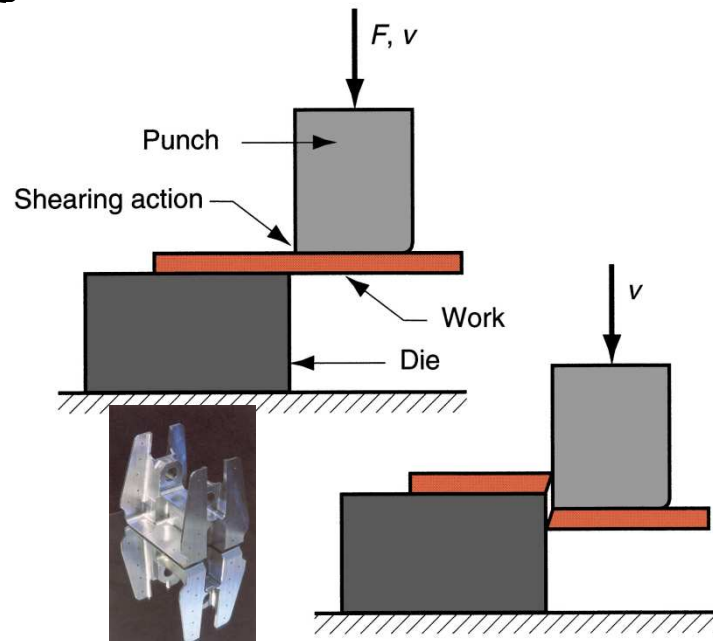 F, v
Punch
Shearing action
Work
Die
v